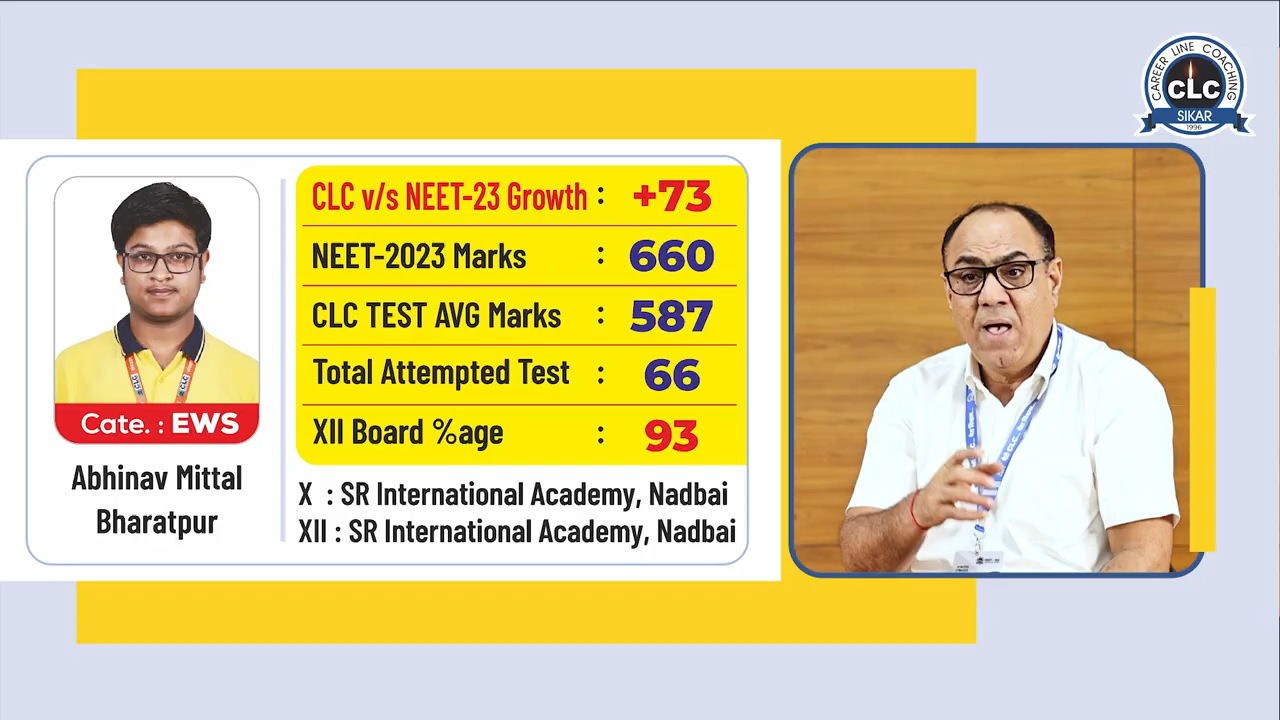 CAREER LINE COACHING
CLC
SIKAR
1996
CLC v/s NEET-23 Growth : +73
NEET-2023 Marks : 660
CLC TEST AVG Marks : 587
Total Attempted Test : 66
XII Board %age : 93
Cate. : EWS
Abhinav Mittal
Bharatpur
X : SR International Academy, Nadbai
XII : SR International Academy, Nadbai
CLC